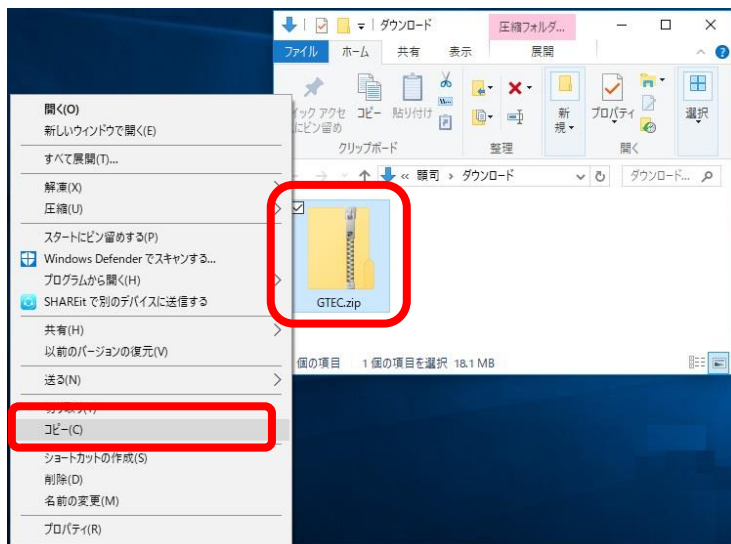 ダウンロード
圧縮フォルダ...
ファイル
ホーム
共有
表示
展開
コピー
貼り付け
新規
プロパティ
選択
クリップボード
整理
開く
« 顕司 › ダウンロード
ダウンロード...
GTEC.zip
個の項目
1 個の項目を選択 18.1 MB
開く(O)
新しいウィンドウで開く(E)
すべて展開(T)...
解凍(X)
圧縮(U)
スタートにピン留めする(P)
Windows Defender でスキャンする...
プログラムから開く(H)
SHAREit で別のデバイスに送信する
共有(H)
以前のバージョンの復元(V)
送る(N)
コピー(C)
ショートカットの作成(S)
削除(D)
名前の変更(M)
プロパティ(R)